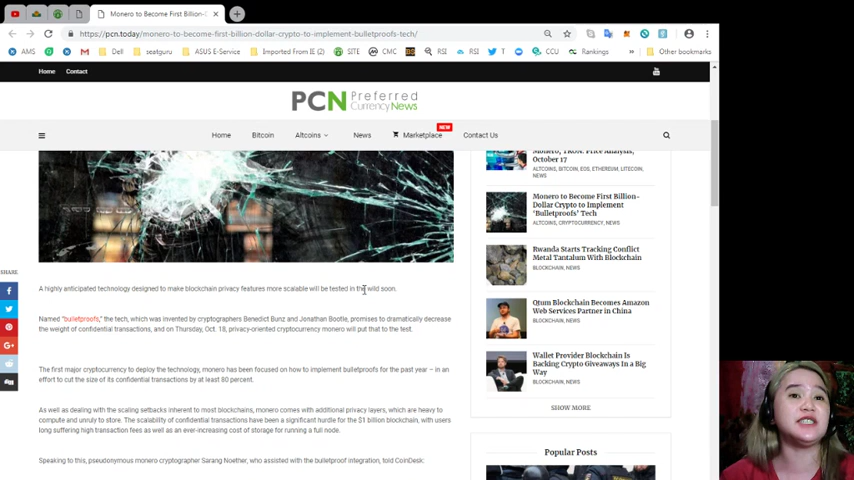 Monero to Become First Billion-D
https://pcn.today/monero-to-become-first-billion-dollar-crypto-to-implement-bulletproofs-tech/
AMS
Dell
seatguru
ASUS E-Service
Imported From IE (2)
SITE
CMC
BG
RSI
RSI
T
CCU
Rankings
Other bookmarks
Home
Contact
PCN Preferred
Currency News
NEW
Home
Bitcoin
Altcoins
News
Marketplace
Contact Us
Monero, TRON: Price Analysis,
October 17
ALTCOINS, BITCOIN, EOS, ETHEREUM, LITECOIN,
NEWS
Monero to Become First Billion-
Dollar Crypto to Implement
'Bulletproofs' Tech
ALTCOINS, CRYPTOCURRENCY, NEWS
Rwanda Starts Tracking Conflict
Metal Tantalum With Blockchain
BLOCKCHAIN, NEWS
Qtum Blockchain Becomes Amazon
Web Services Partner in China
BLOCKCHAIN, NEWS
Wallet Provider Blockchain Is
Backing Crypto Giveaways In a Big
Way
BLOCKCHAIN, NEWS
SHOW MORE
Popular Posts
SHARE
A highly anticipated technology designed to make blockchain privacy features more scalable will be tested in the wild soon.
Named "bulletproofs," the tech, which was invented by cryptographers Benedict Bunz and Jonathan Bootle, promises to dramatically decrease
the weight of confidential transactions, and on Thursday, Oct. 18, privacy-oriented cryptocurrency monero will put that to the test.
The first major cryptocurrency to deploy the technology, monero has been focused on how to implement bulletproofs for the past year – in an
effort to cut the size of its confidential transactions by at least 80 percent.
As well as dealing with the scaling setbacks inherent to most blockchains, monero comes with additional privacy layers, which are heavy to
compute and unruly to store. The scalability of confidential transactions have been a significant hurdle for the $1 billion blockchain, with users
long suffering high transaction fees as well as an ever-increasing cost of storage for running a full node.
Speaking to this, pseudonymous monero cryptographer Sarang Noether, who assisted with the bulletproof integration, told CoinDesk: